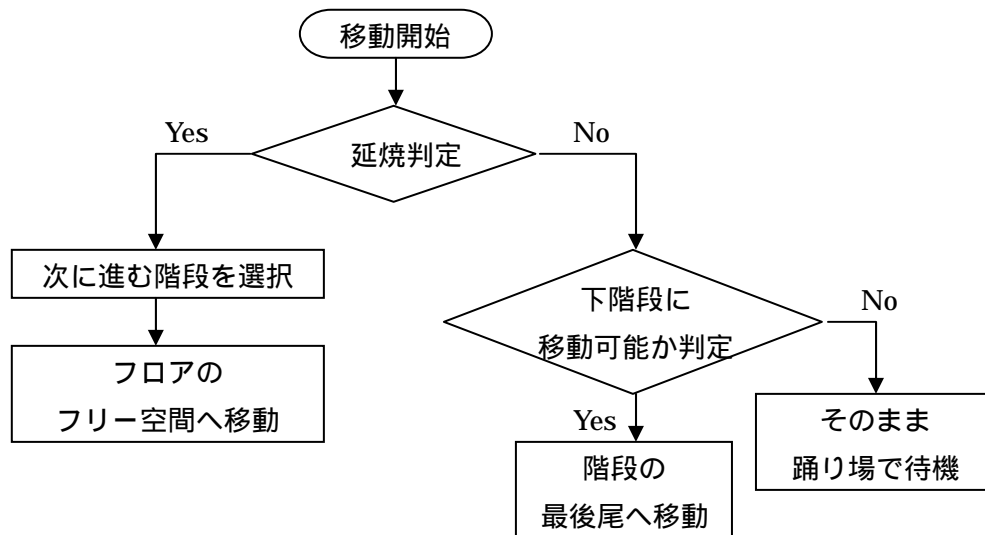 移動開始
Yes
延焼判定
No
次に進む階段を選択
フロアの
フリー空間へ移動
下階段に
移動可能か判定
No
Yes
そのまま
踊り場で待機
階段の
最後尾へ移動